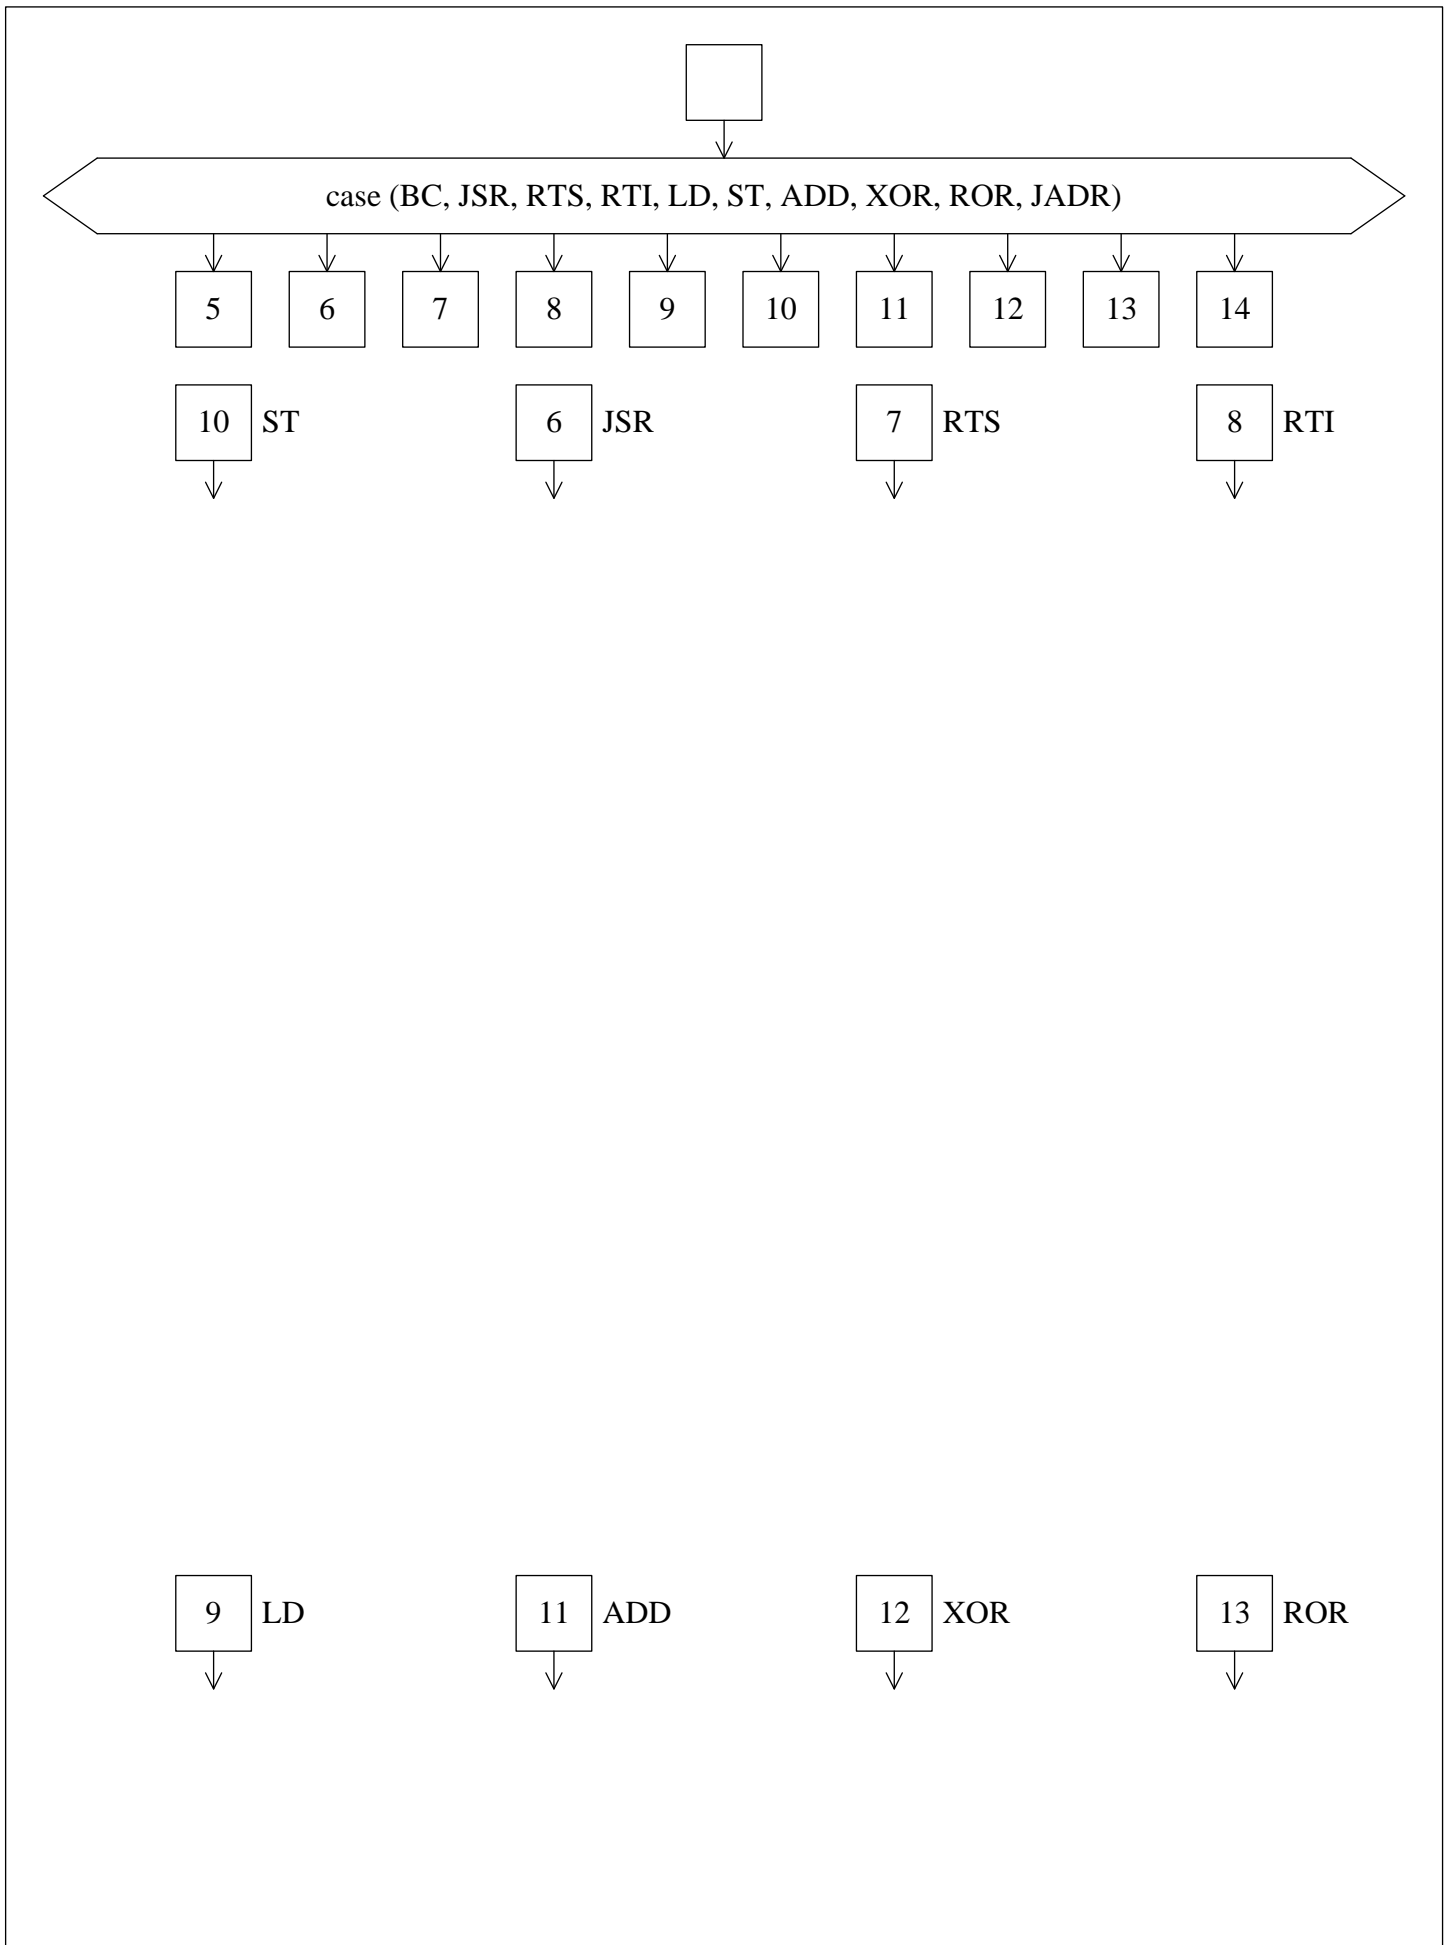 case (BC, JSR, RTS, RTI, LD, ST, ADD, XOR, ROR, JADR)
5 6 7 8 9 10 11 12 13 14
10 ST 6 JSR 7 RTS 8 RTI
9 LD 11 ADD 12 XOR 13 ROR